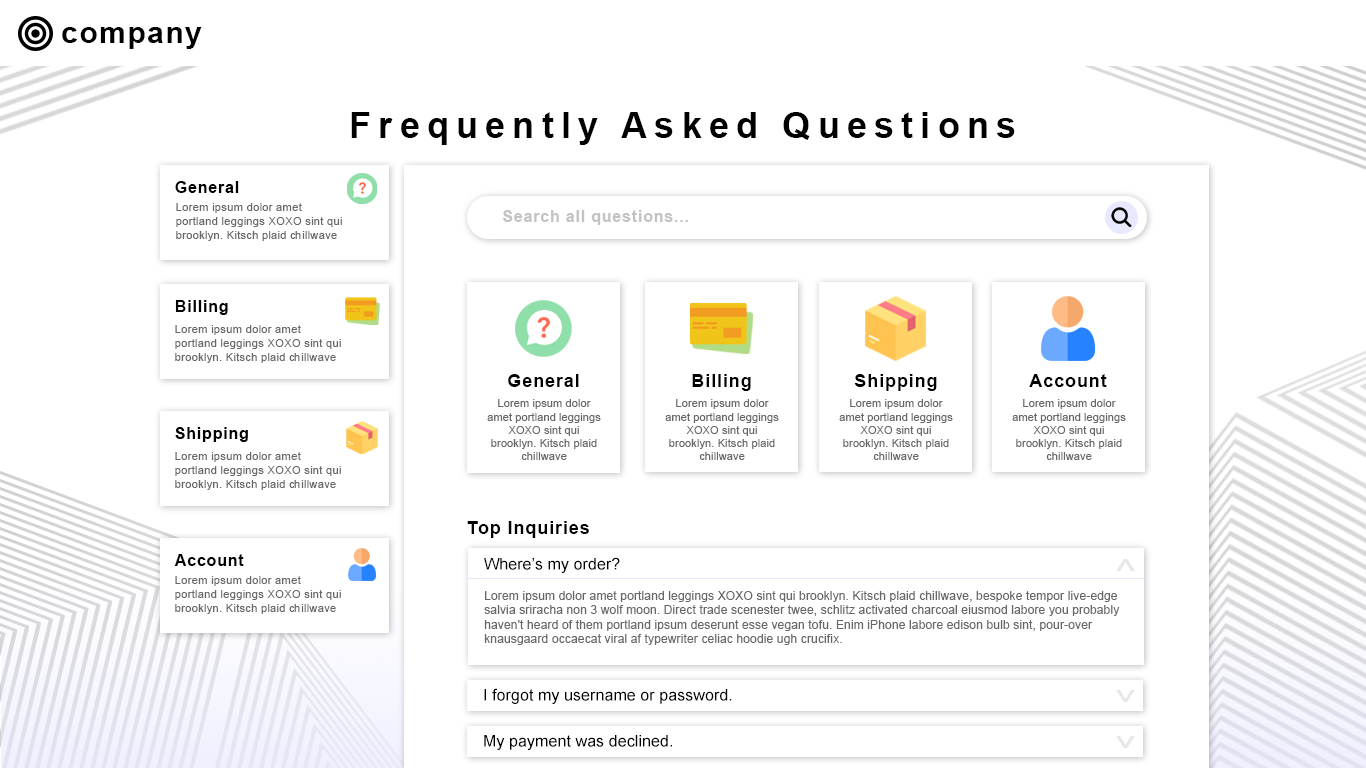 company
Frequently Asked Questions
General
Lorem ipsum dolor amet
portland leggings XOXO sint qui
brooklyn. Kitsch plaid chillwave
Billing
Lorem ipsum dolor amet
portland leggings XOXO sint qui
brooklyn. Kitsch plaid chillwave
Shipping
Lorem ipsum dolor amet
portland leggings XOXO sint qui
brooklyn. Kitsch plaid chillwave
Account
Lorem ipsum dolor amet
portland leggings XOXO sint qui
brooklyn. Kitsch plaid chillwave
Search all questions...
?
General
Lorem ipsum dolor
amet portland leggings
XOXO sint qui
brooklyn. Kitsch plaid
chillwave
Billing
Lorem ipsum dolor
amet portland leggings
XOXO sint qui
brooklyn. Kitsch plaid
chillwave
Shipping
Lorem ipsum dolor
amet portland leggings
XOXO sint qui
brooklyn. Kitsch plaid
chillwave
Account
Lorem ipsum dolor
amet portland leggings
XOXO sint qui
brooklyn. Kitsch plaid
chillwave
Top Inquiries
Where's my order?
Lorem ipsum dolor amet portland leggings XOXO sint qui brooklyn. Kitsch plaid chillwave, bespoke tempor live-edge
salvia sriracha non 3 wolf moon. Direct trade scenester twee, schlitz activated charcoal eiusmod labore you probably
haven't heard of them portland ipsum deserunt esse vegan tofu. Enim iPhone labore edison bulb sint, pour-over
knausgaard occaecat viral af typewriter celiac hoodie ugh crucifix.
I forgot my username or password.
My payment was declined.